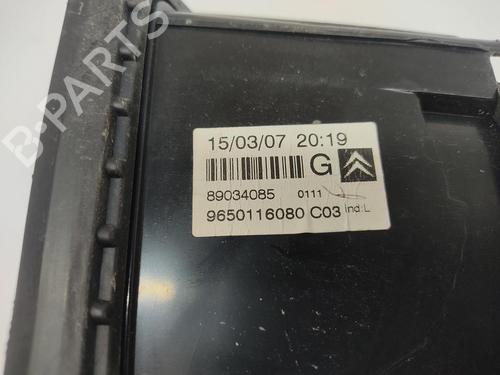 B-PARTS
15/03/07 20:19
G
89034085 0111
9650116080 C03 ind:L